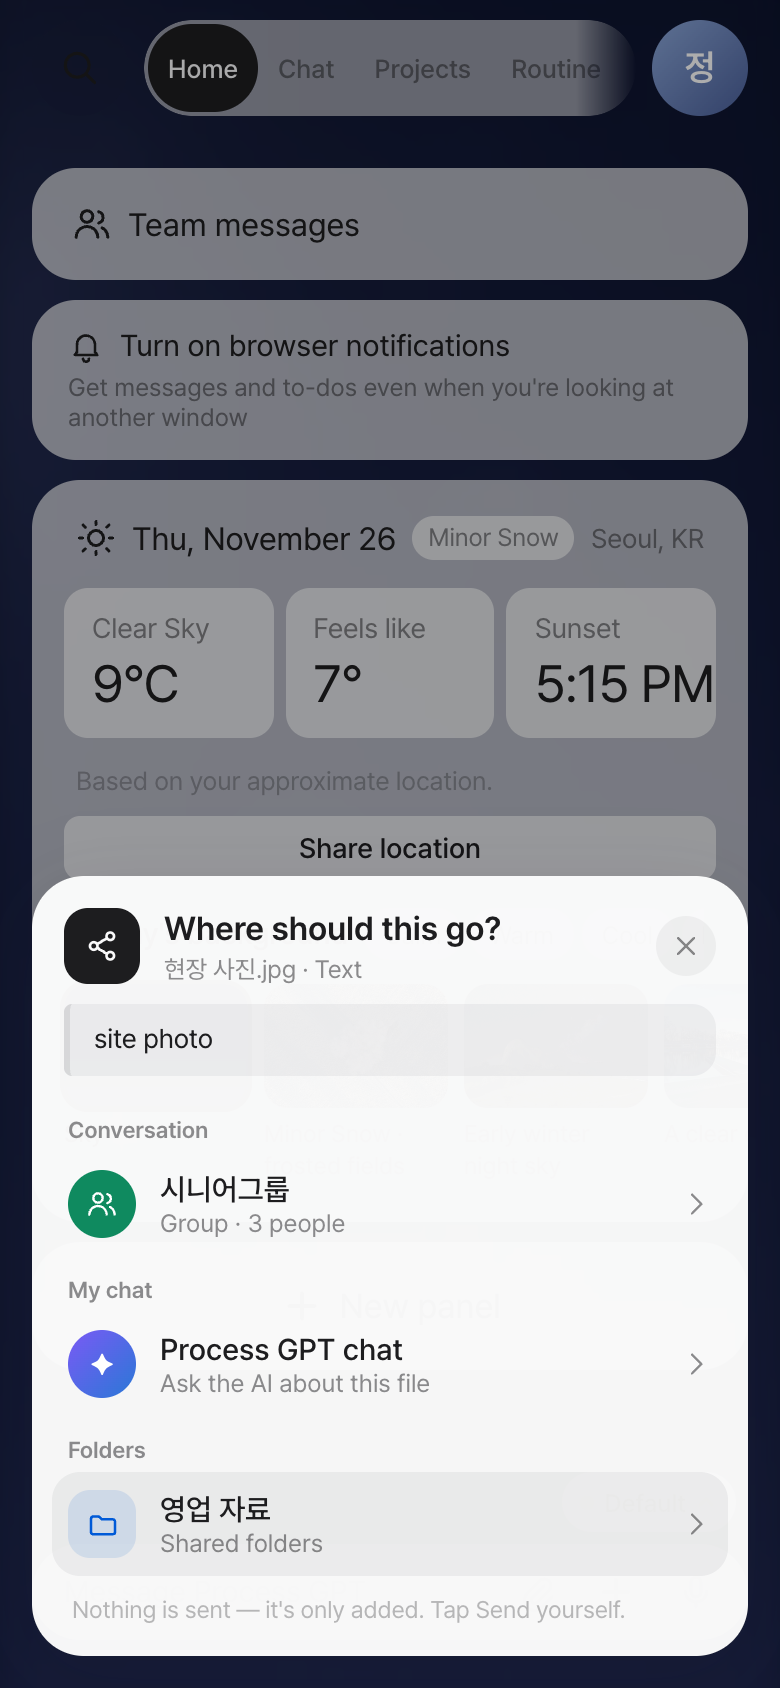 Home Chat Projects Routine 정
Team messages
Turn on browser notifications
Get messages and to-dos even when you're looking at
another window
Thu, November 26 Minor Snow Seoul, KR
Clear Sky Feels like Sunset
9°C 7° 5:15 PM
Based on your approximate location.
Share location
Where should this go?
현장 사진.jpg · Text
site photo
Conversation
시니어그룹
Group · 3 people
My chat
New panel
Process GPT chat
Ask the AI about this file
Folders
영업 자료
Shared folders
Nothing is sent — it's only added. Tap Send yourself.